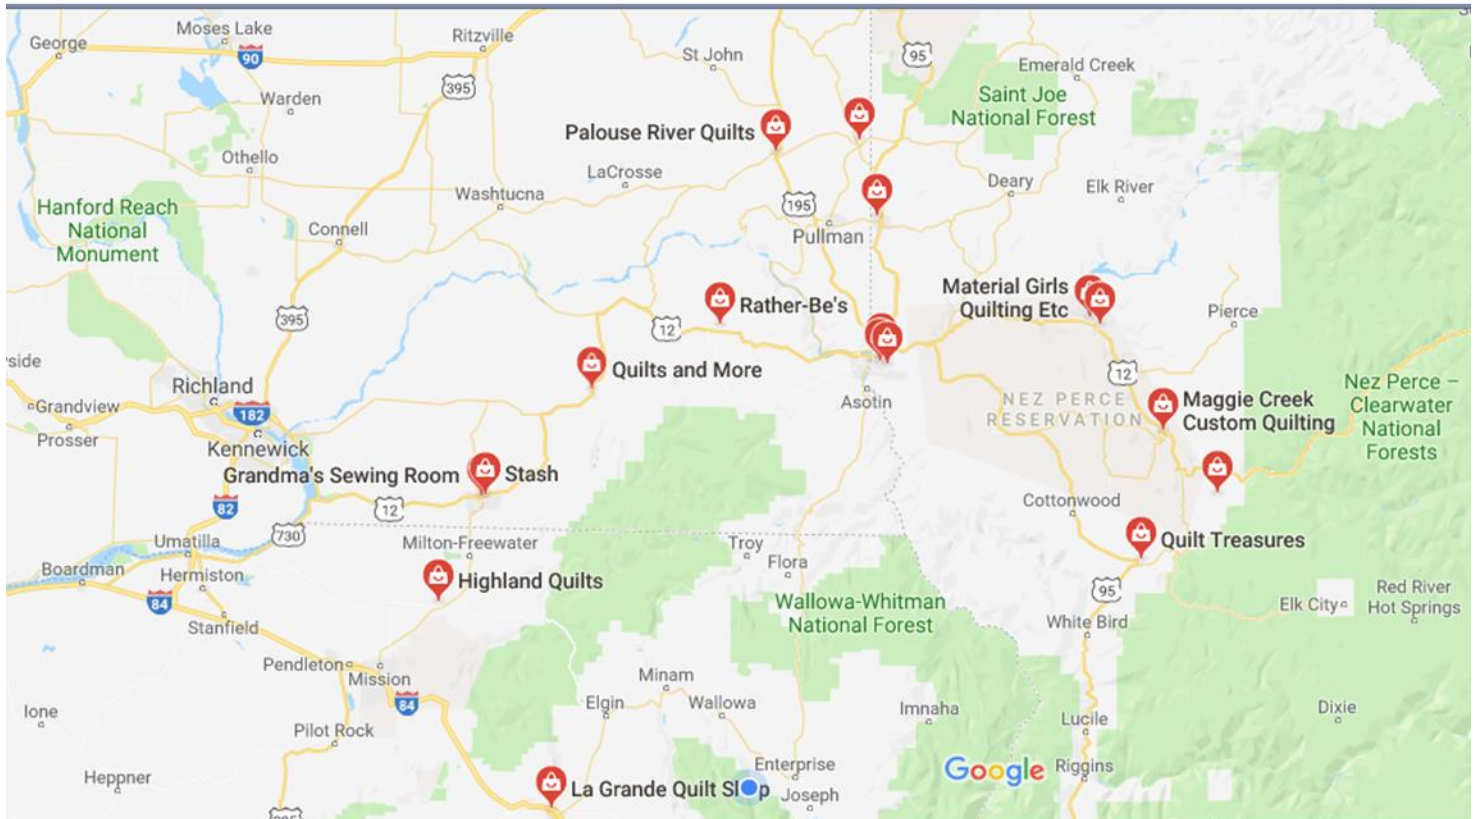 Moses Lake
George
90
Ritzville
395
St John
95
Emerald Creek
Saint Joe
National Forest
Warden
Palouse River Quilts
Othello
LaCrosse
Washtucna
Deary
Elk River
Hanford Reach
National
Monument
195
Connell
Pullman
Material Girls
Quilting Etc
Rather-Be's
Pierce
395
12
rside
Quilts and More
12
Richland
Grandview
182
Asotin
NEZ PERCE
RESERVATION
Maggie Creek
Custom Quilting
Nez Perce –
Clearwater
National
Forests
Prosser
Kennewick
Grandma's Sewing Room
Stash
82
12
Cottonwood
730
Umatilla
Milton-Freewater
Troy
Flora
Quilt Treasures
Boardman
Hermiston
Highland Quilts
84
Stanfield
Wallowa-Whitman
National Forest
95
White Bird
Elk City
Red River
Hot Springs
Pendleton
Mission
84
Minam
Elgin
Wallowa
Imnaha
Ione
Pilot Rock
Lucile
Dixie
Heppner
Enterprise
Google
Riggins
La Grande Quilt Shop
Joseph